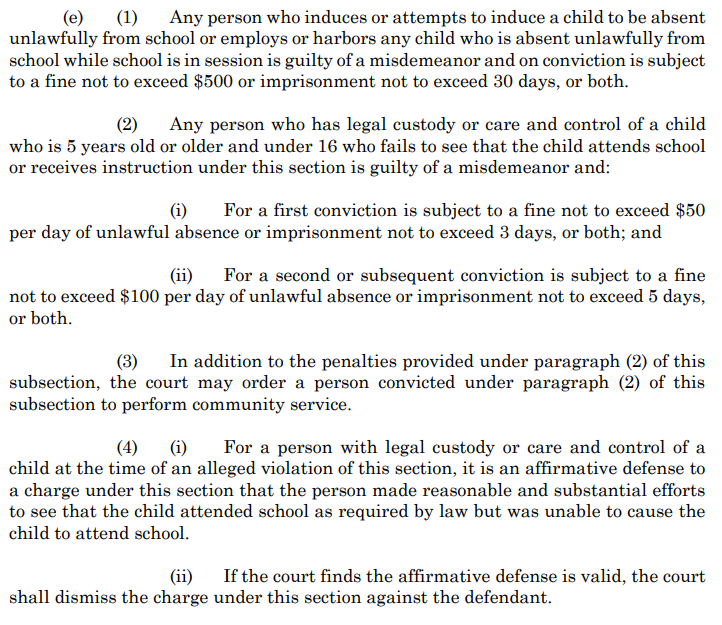 (e) (1) Any person who induces or attempts to induce a child to be absent
unlawfully from school or employs or harbors any child who is absent unlawfully from
school while school is in session is guilty of a misdemeanor and on conviction is subject
to a fine not to exceed $500 or imprisonment not to exceed 30 days, or both.
(2) Any person who has legal custody or care and control of a child
who is 5 years old or older and under 16 who fails to see that the child attends school
or receives instruction under this section is guilty of a misdemeanor and:
(i) For a first conviction is subject to a fine not to exceed $50
per day of unlawful absence or imprisonment not to exceed 3 days, or both; and
(ii) For a second or subsequent conviction is subject to a fine
not to exceed $100 per day of unlawful absence or imprisonment not to exceed 5 days,
or both.
(3) In addition to the penalties provided under paragraph (2) of this
subsection, the court may order a person convicted under paragraph (2) of this
subsection to perform community service.
(4) (i) For a person with legal custody or care and control of a
child at the time of an alleged violation of this section, it is an affirmative defense to
a charge under this section that the person made reasonable and substantial efforts
to see that the child attended school as required by law but was unable to cause the
child to attend school.
(ii) If the court finds the affirmative defense is valid, the court
shall dismiss the charge under this section against the defendant.